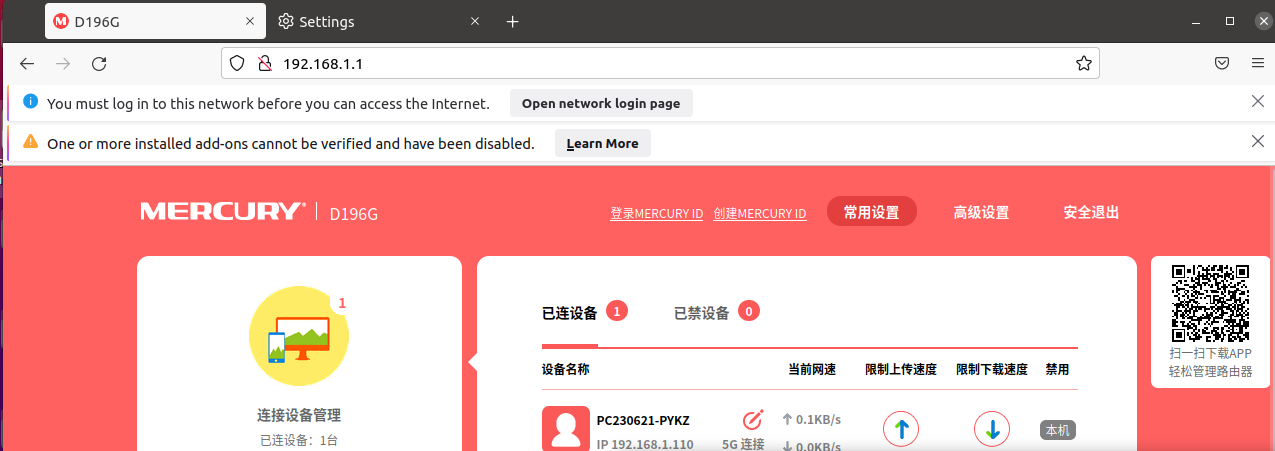 D196G
Settings
192.168.1.1
You must log in to this network before you can access the Internet.
Open network login page
One or more installed add-ons cannot be verified and have been disabled.
Learn More
MERCURY® D196G
登录MERCURY ID 创建MERCURY ID 常用设置 高级设置 安全退出
1
连接设备管理
已连设备：1台
已连设备 1 已禁设备 0
设备名称 当前网速 限制上传速度 限制下载速度 禁用
PC230621-PYKZ 0.1KB/s
IP 192.168.1.110 5G 连接 0.0KB/s
本机
扫一扫下载APP
轻松管理路由器